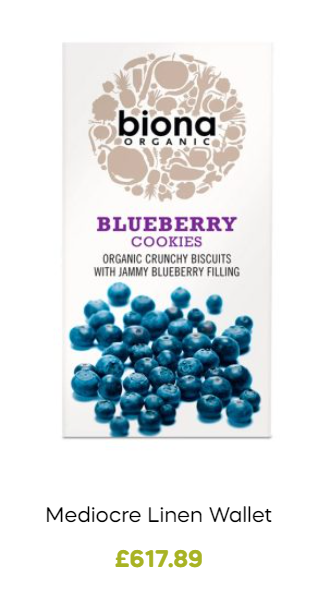 biona
ORGANIC
BLUEBERRY
COOKIES
ORGANIC CRUNCHY BISCUITS
WITH JAMMY BLUEBERRY FILLING
Mediocre Linen Wallet
£617.89